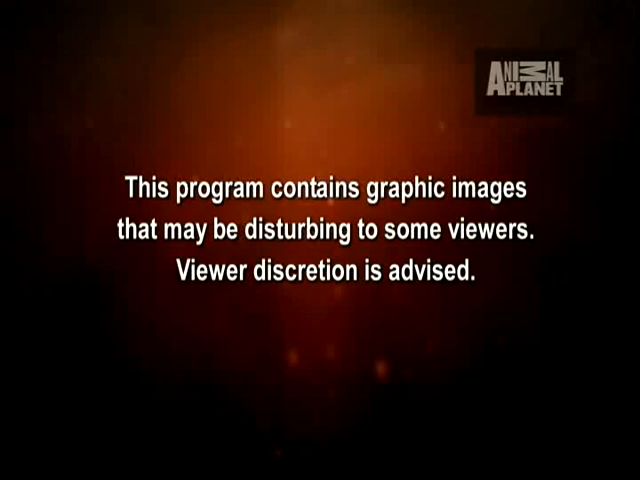 ANIMAL
PLANET
This program contains graphic images
that may be disturbing to some viewers.
Viewer discretion is advised.